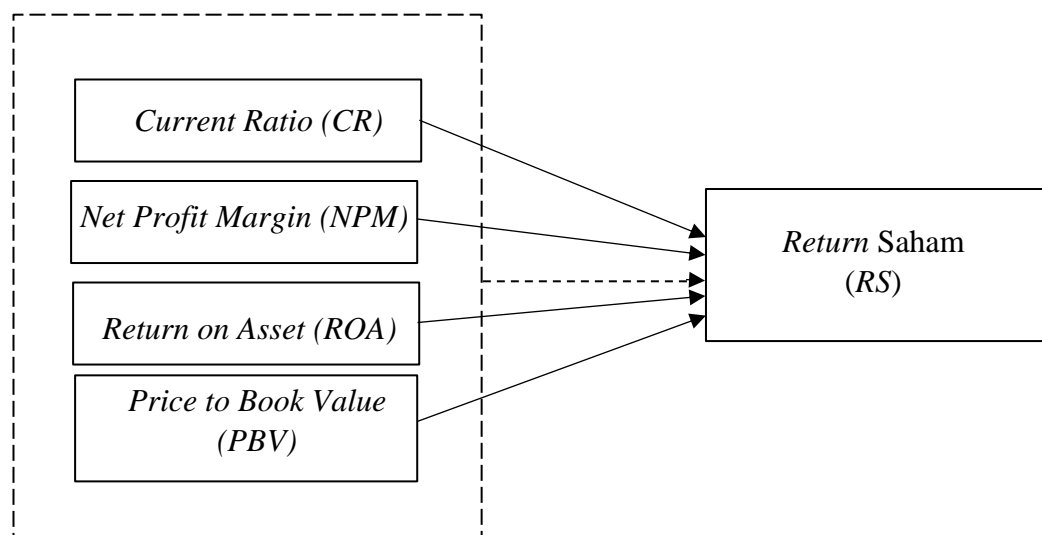 Current Ratio (CR)
Net Profit Margin (NPM)
Return on Asset (ROA)
Price to Book Value
(PBV)
Return Saham
(RS)